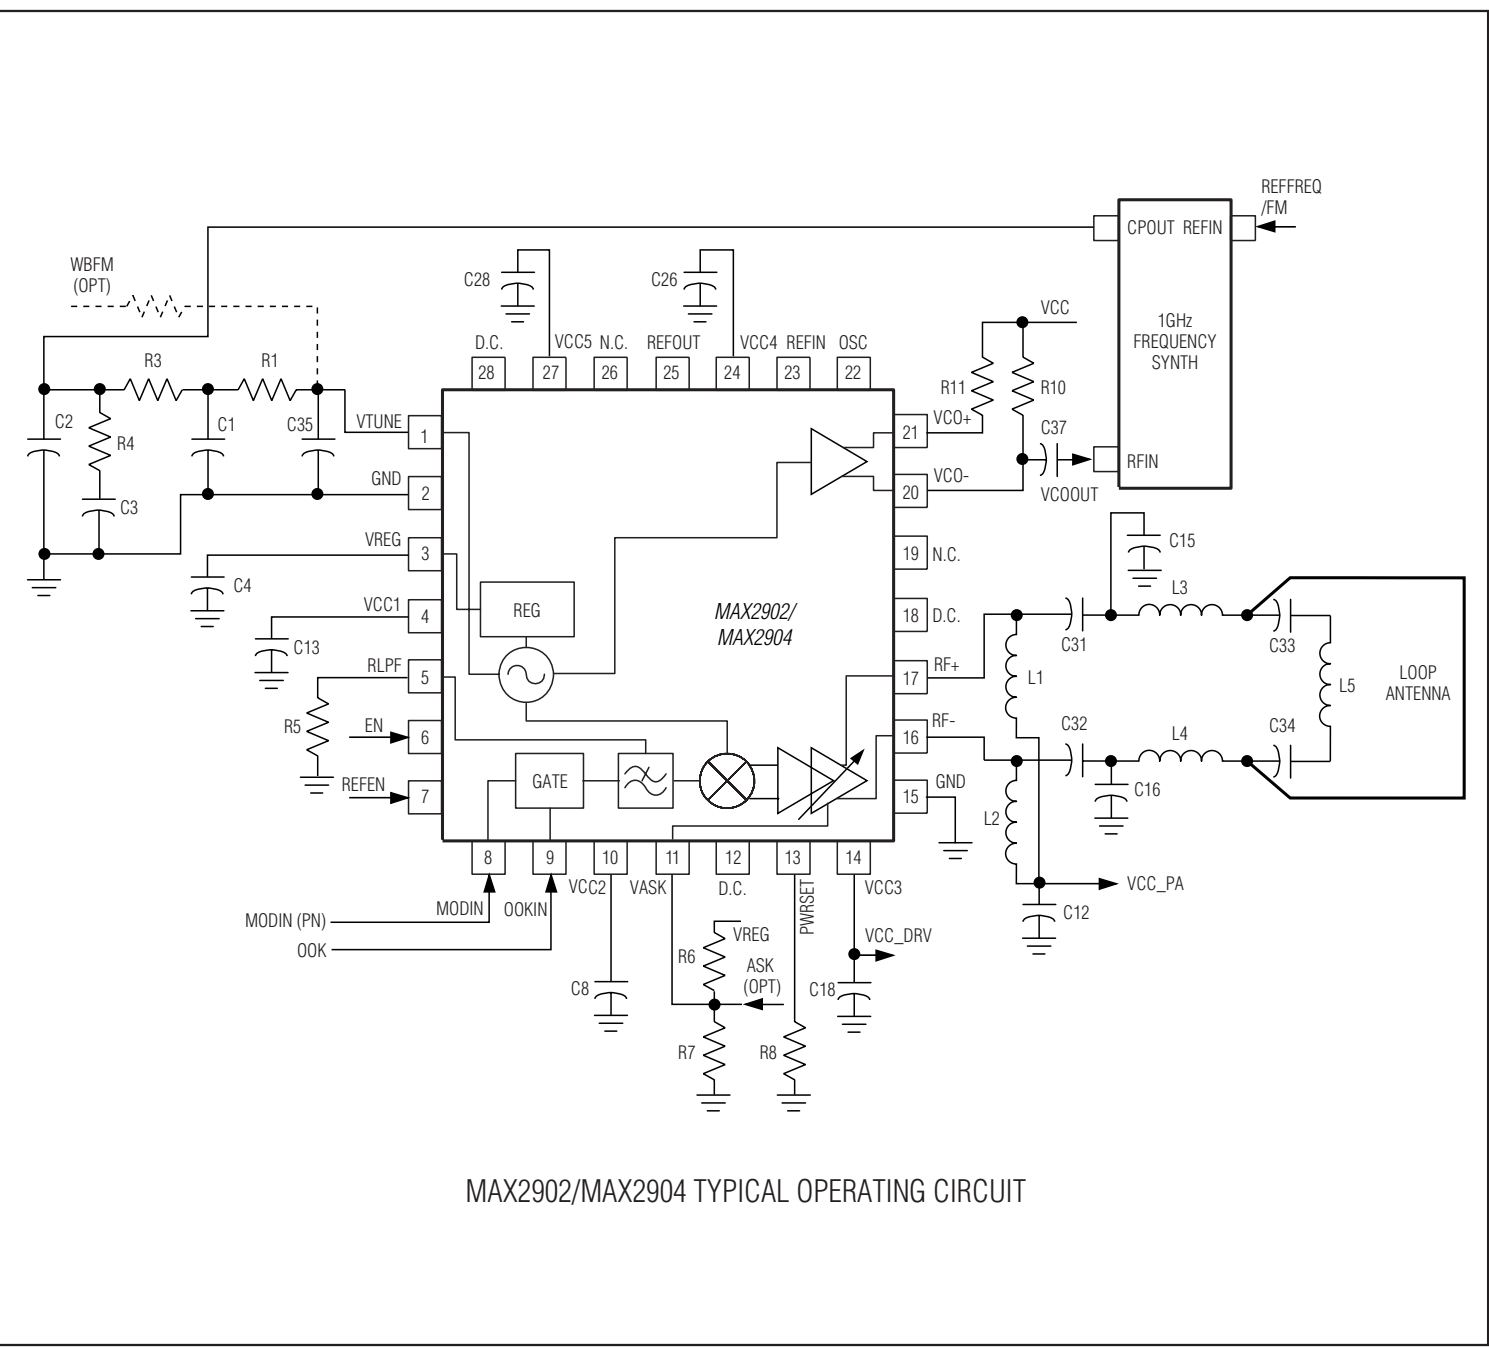 REFFREQ
/FM
CPOUT REFIN
WBFM
(OPT)
C28
C26
VCC
1GHz
FREQUENCY
SYNTH
D.C.
VCC5
N.C.
REFOUT
VCC4
REFIN
OSC
28
27
26
25
24
23
22
R3
R1
R11
R10
C2
R4
C1
C35
VTUNE
1
21
VCO+
C37
RFIN
C3
GND
2
20
VCO-
VCOOUT
VREG
3
19
N.C.
C15
C4
REG
MAX2902/
MAX2904
L3
VCC1
4
18
D.C.
C13
C31
C33
RLPF
5
17
RF+
L1
L5
LOOP
ANTENNA
R5
EN
6
16
RF-
C32
L4
C34
REFEN
7
GATE
15
GND
C16
L2
8
9
10
11
12
13
14
VCC2
VASK
D.C.
PWRSET
VCC3
VCC_PA
MODIN (PN)
MODIN
OOKIN
C12
OOK
VREG
VCC_DRV
R6
ASK
(OPT)
C8
C18
R7
R8
MAX2902/MAX2904 TYPICAL OPERATING CIRCUIT